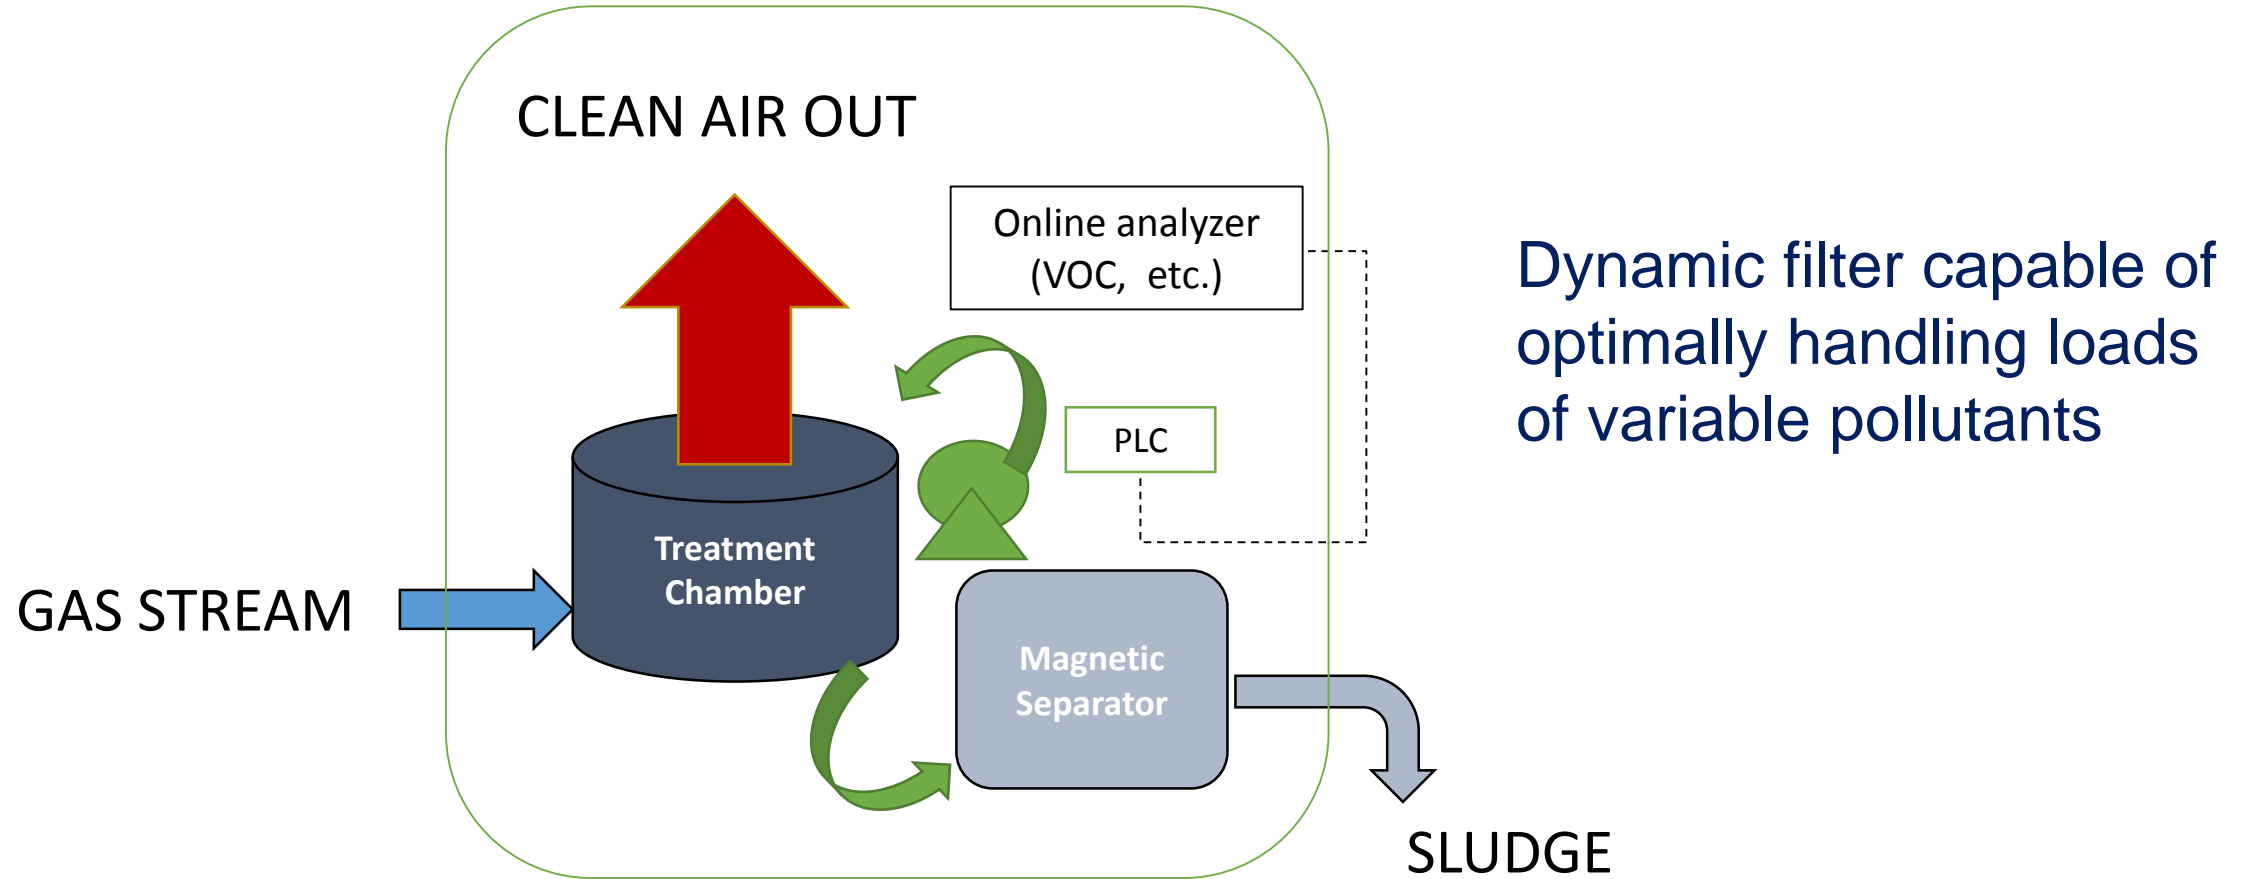 CLEAN AIR OUT
Online analyzer
(VOC,  etc.)
PLC
Treatment
Chamber
GAS STREAM
Magnetic
Separator
SLUDGE
Dynamic filter capable of
optimally handling loads
of variable pollutants